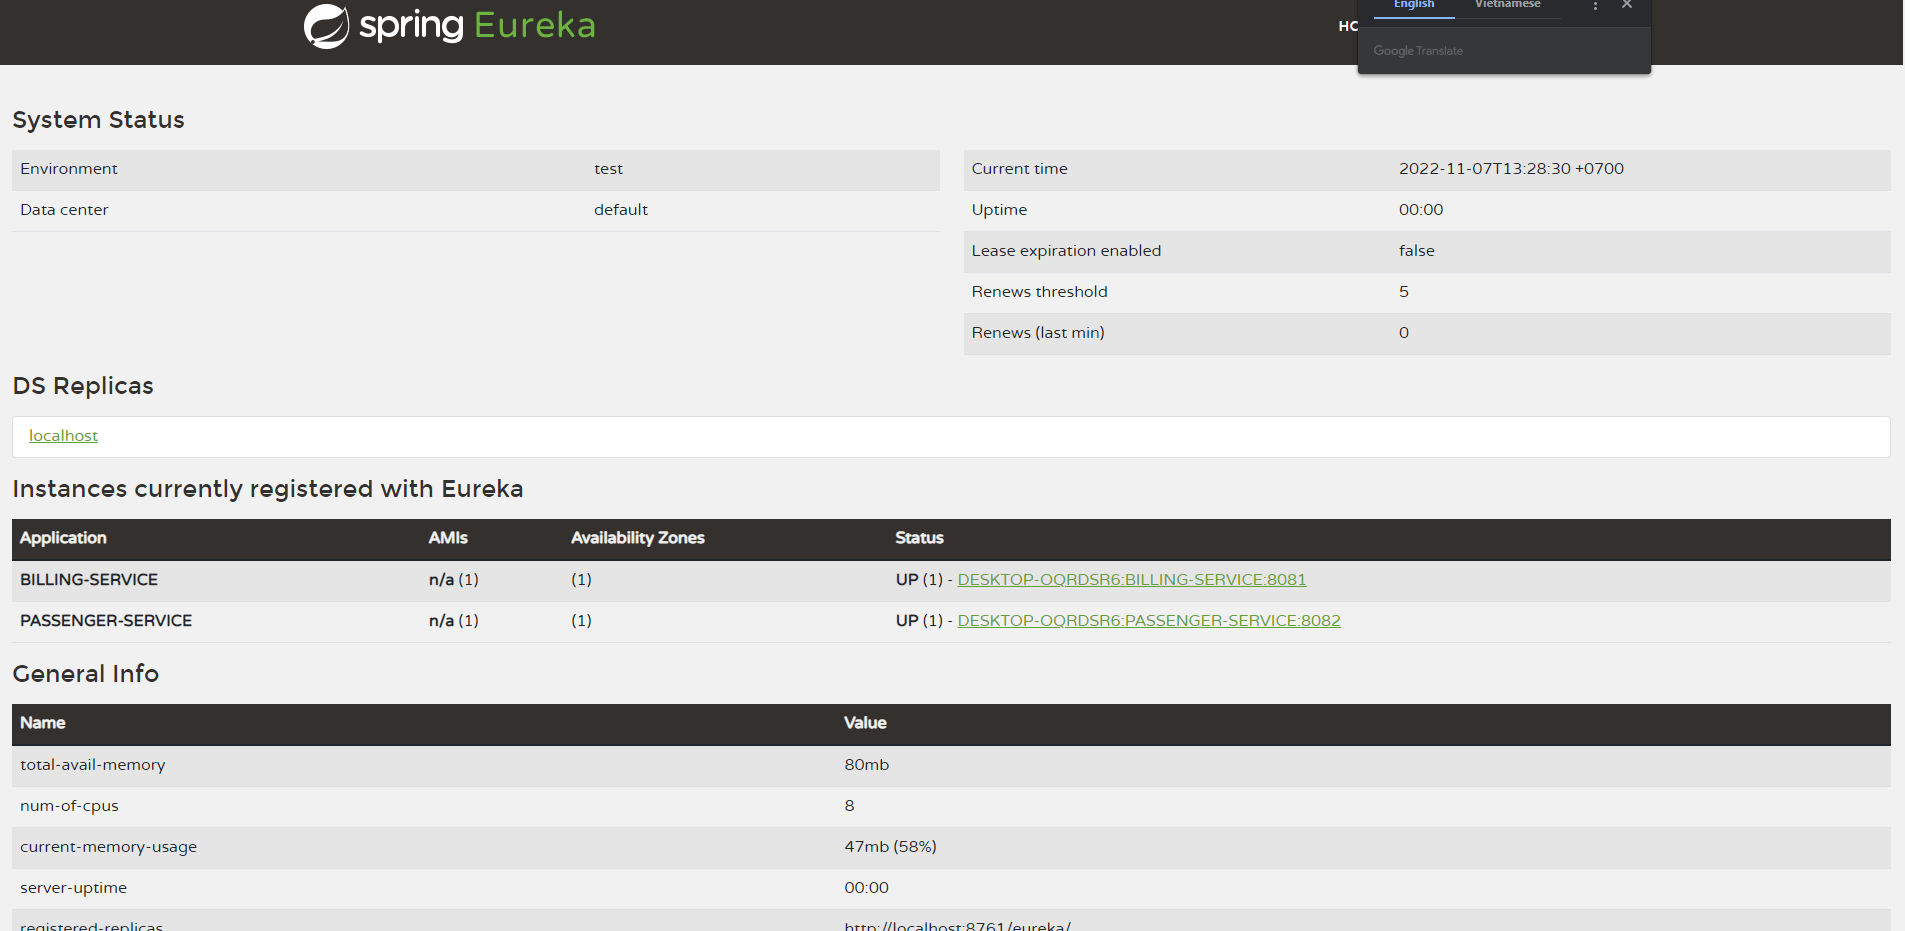 spring Eureka
HO
English Vietnamese
Google Translate
System Status
Environment test
Data center default
Current time 2022-11-07T13:28:30 +0700
Uptime 00:00
Lease expiration enabled false
Renews threshold 5
Renews (last min) 0
DS Replicas
localhost
Instances currently registered with Eureka
Application AMIs Availability Zones Status
BILLING-SERVICE n/a (1) (1) UP (1) - DESKTOP-OQRDSR6:BILLING-SERVICE:8081
PASSENGER-SERVICE n/a (1) (1) UP (1) - DESKTOP-OQRDSR6:PASSENGER-SERVICE:8082
General Info
Name Value
total-avail-memory 80mb
num-of-cpus 8
current-memory-usage 47mb (58%)
server-uptime 00:00
registered-replicas http://localhost:8761/eureka/